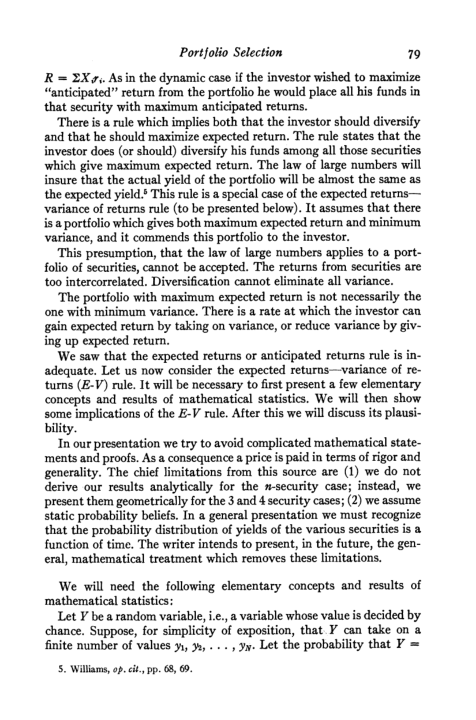 Portfolio Selection 79
R = ΣXᵢrᵢ. As in the dynamic case if the investor wished to maximize
“anticipated” return from the portfolio he would place all his funds in
that security with maximum anticipated returns.
There is a rule which implies both that the investor should diversify
and that he should maximize expected return. The rule states that the
investor does (or should) diversify his funds among all those securities
which give maximum expected return. The law of large numbers will
insure that the actual yield of the portfolio will be almost the same as
the expected yield.⁵ This rule is a special case of the expected returns—
variance of returns rule (to be presented below). It assumes that there
is a portfolio which gives both maximum expected return and minimum
variance, and it commends this portfolio to the investor.
This presumption, that the law of large numbers applies to a port-
folio of securities, cannot be accepted. The returns from securities are
too intercorrelated. Diversification cannot eliminate all variance.
The portfolio with maximum expected return is not necessarily the
one with minimum variance. There is a rate at which the investor can
gain expected return by taking on variance, or reduce variance by giv-
ing up expected return.
We saw that the expected returns or anticipated returns rule is in-
adequate. Let us now consider the expected returns—variance of re-
turns (E-V) rule. It will be necessary to first present a few elementary
concepts and results of mathematical statistics. We will then show
some implications of the E-V rule. After this we will discuss its plausi-
bility.
In our presentation we try to avoid complicated mathematical state-
ments and proofs. As a consequence a price is paid in terms of rigor and
generality. The chief limitations from this source are (1) we do not
derive our results analytically for the n-security case; instead, we
present them geometrically for the 3 and 4 security cases; (2) we assume
static probability beliefs. In a general presentation we must recognize
that the probability distribution of yields of the various securities is a
function of time. The writer intends to present, in the future, the gen-
eral, mathematical treatment which removes these limitations.
We will need the following elementary concepts and results of
mathematical statistics:
Let Y be a random variable, i.e., a variable whose value is decided by
chance. Suppose, for simplicity of exposition, that Y can take on a
finite number of values y₁, y₂, . . . , y_N. Let the probability that Y =
5. Williams, op. cit., pp. 68, 69.